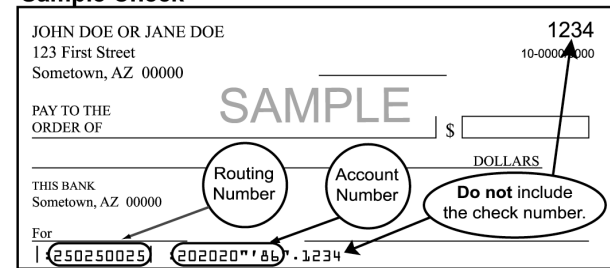 Sample Check
JOHN DOE OR JANE DOE
1234
123 First Street
10-0000/0000
Sometown, AZ 00000
SAMPLE
PAY TO THE
ORDER OF
$
DOLLARS
Routing
Number
Account
Number
Do not include
the check number.
THIS BANK
Sometown, AZ 00000
For
|:250250025| :202020"'86".1234